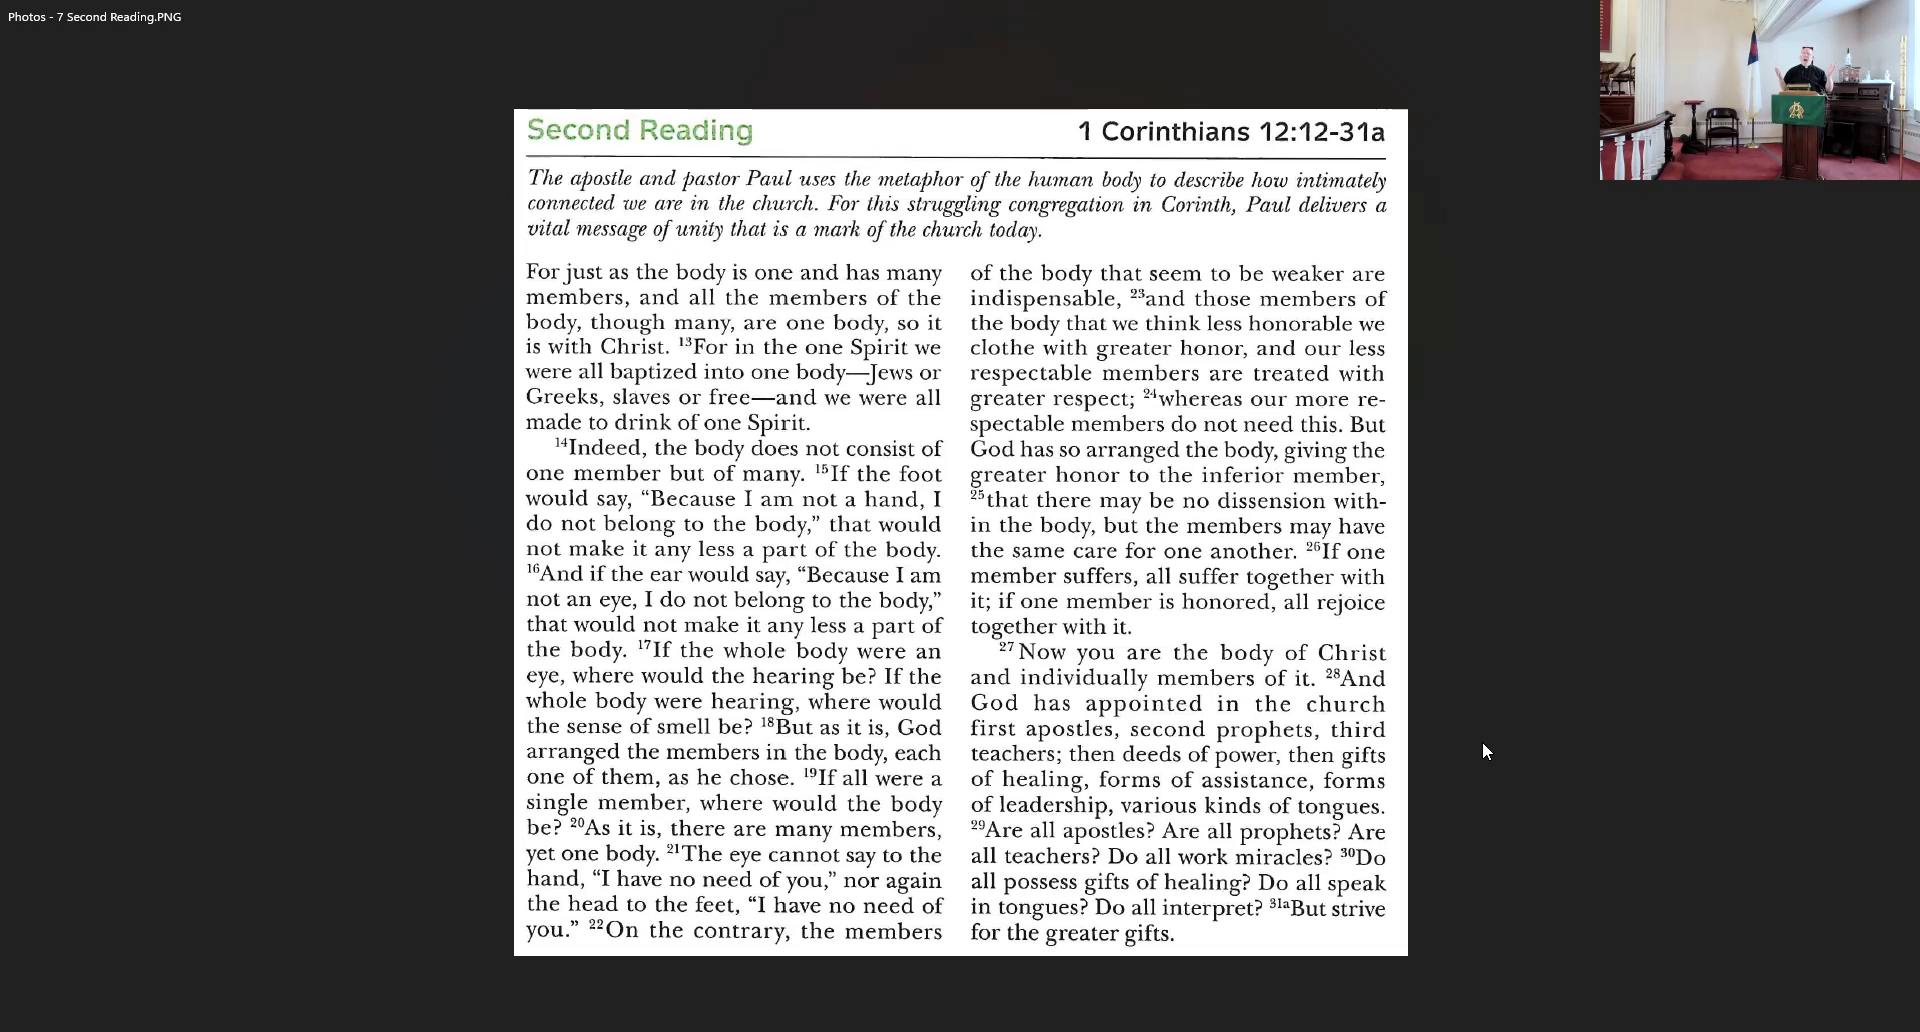 Photos - 7 Second Reading.PNG
Second Reading 1 Corinthians 12:12-31a
The apostle and pastor Paul uses the metaphor of the human body to describe how intimately
connected we are in the church. For this struggling congregation in Corinth, Paul delivers a
vital message of unity that is a mark of the church today.
For just as the body is one and has many
members, and all the members of the
body, though many, are one body, so it
is with Christ. ¹³For in the one Spirit we
were all baptized into one body—Jews or
Greeks, slaves or free—and we were all
made to drink of one Spirit.
¹⁴Indeed, the body does not consist of
one member but of many. ¹⁵If the foot
would say, “Because I am not a hand, I
do not belong to the body,” that would
not make it any less a part of the body.
¹⁶And if the ear would say, “Because I am
not an eye, I do not belong to the body,”
that would not make it any less a part of
the body. ¹⁷If the whole body were an
eye, where would the hearing be? If the
whole body were hearing, where would
the sense of smell be? ¹⁸But as it is, God
arranged the members in the body, each
one of them, as he chose. ¹⁹If all were a
single member, where would the body
be? ²⁰As it is, there are many members,
yet one body. ²¹The eye cannot say to the
hand, “I have no need of you,” nor again
the head to the feet, “I have no need of
you.” ²²On the contrary, the members
of the body that seem to be weaker are
indispensable, ²³and those members of
the body that we think less honorable we
clothe with greater honor, and our less
respectable members are treated with
greater respect; ²⁴whereas our more re-
spectable members do not need this. But
God has so arranged the body, giving the
greater honor to the inferior member,
²⁵that there may be no dissension with-
in the body, but the members may have
the same care for one another. ²⁶If one
member suffers, all suffer together with
it; if one member is honored, all rejoice
together with it.
²⁷Now you are the body of Christ
and individually members of it. ²⁸And
God has appointed in the church
first apostles, second prophets, third
teachers; then deeds of power, then gifts
of healing, forms of assistance, forms
of leadership, various kinds of tongues.
²⁹Are all apostles? Are all prophets? Are
all teachers? Do all work miracles? ³⁰Do
all possess gifts of healing? Do all speak
in tongues? Do all interpret? ³¹ᵃBut strive
for the greater gifts.